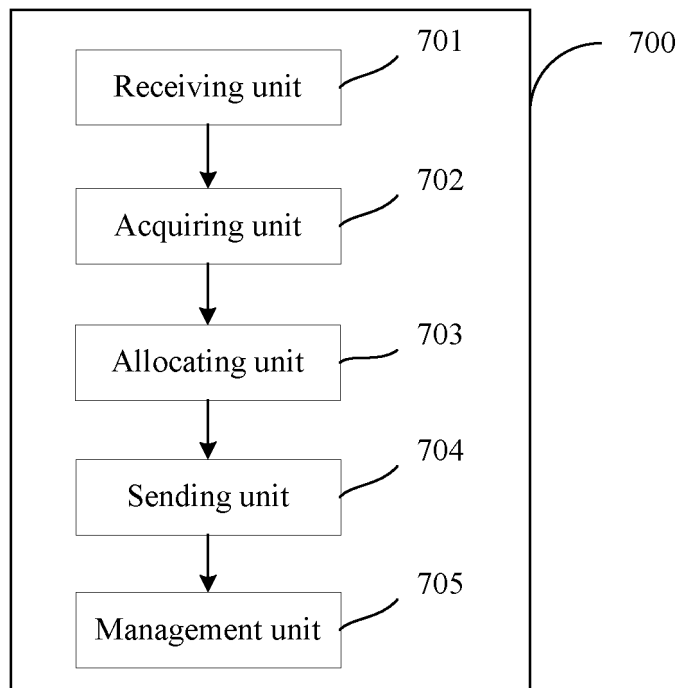 701
700
Receiving unit
702
Acquiring unit
703
Allocating unit
704
Sending unit
705
Management unit